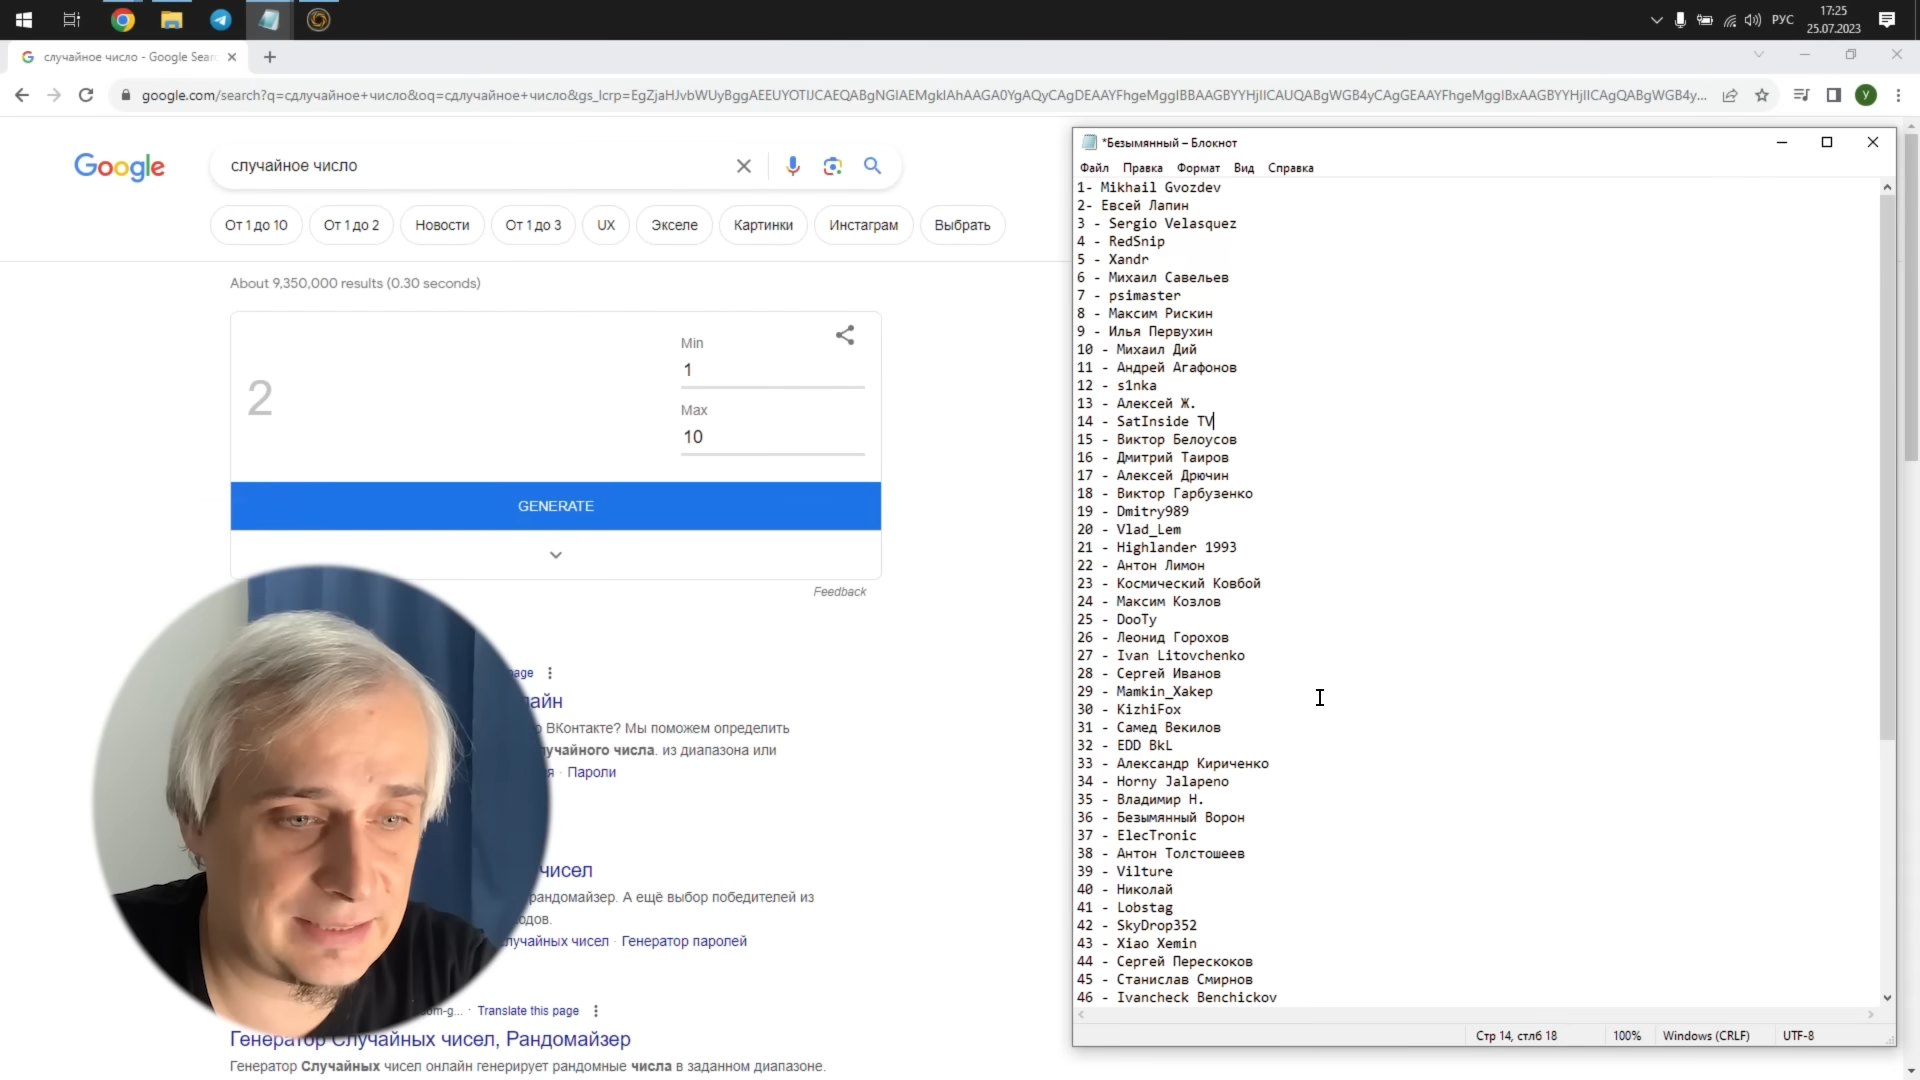 РУС
17:25
25.07.2023
случайное число - Google Sear
google.com/search?q=сдлучайное+число&oq=сдлучайное+число&gs_lcrp=EgZjaHJvbWUyBggAEEUYOTIJCAEQABgNGIAEMgkIAhAAGA0YgAQyCAgDEAAYFhgeMggIBBAAGBYYHjIICAUQABgWGB4yCAgGEAAYFhgeMggIBxAAGBYYHjIICAgQABgWGB4y...
y
Google
случайное число
От 1 до 10
От 1 до 2
Новости
От 1 до 3
UX
Экселе
Картинки
Инстаграм
Выбрать
About 9,350,000 results (0.30 seconds)
2
Min
1
Max
10
GENERATE
Feedback
page
лайн
ВКонтакте? Мы поможем определить
лучайного числа. из диапазона или
я · Пароли
чисел
рандомайзер. А ещё выбор победителей из
одов.
лучайных чисел · Генератор паролей
om-g... · Translate this page
Генератор Случайных чисел, Рандомайзер
Генератор Случайных чисел онлайн генерирует рандомные числа в заданном диапазоне.
*Безымянный – Блокнот
Файл Правка Формат Вид Справка
1- Mikhail Gvozdev
2- Евсей Лапин
3 - Sergio Velasquez
4 - RedSnip
5 - Xandr
6 - Михаил Савельев
7 - psimaster
8 - Максим Рискин
9 - Илья Первухин
10 - Михаил Дий
11 - Андрей Агафонов
12 - s1nka
13 - Алексей Ж.
14 - SatInside TV
15 - Виктор Белоусов
16 - Дмитрий Таиров
17 - Алексей Дрючин
18 - Виктор Гарбузенко
19 - Dmitry989
20 - Vlad_Lem
21 - Highlander 1993
22 - Антон Лимон
23 - Космический Ковбой
24 - Максим Козлов
25 - DooTy
26 - Леонид Горохов
27 - Ivan Litovchenko
28 - Сергей Иванов
29 - Mamkin_Xakep
30 - KizhiFox
31 - Самед Векилов
32 - EDD BkL
33 - Александр Кириченко
34 - Horny Jalapeno
35 - Владимир Н.
36 - Безымянный Ворон
37 - ElecTronic
38 - Антон Толстошеев
39 - Vilture
40 - Николай
41 - Lobstag
42 - SkyDrop352
43 - Xiao Xemin
44 - Сергей Перескоков
45 - Станислав Смирнов
46 - Ivancheck Benchickov
Стр 14, стлб 18
100%
Windows (CRLF)
UTF-8